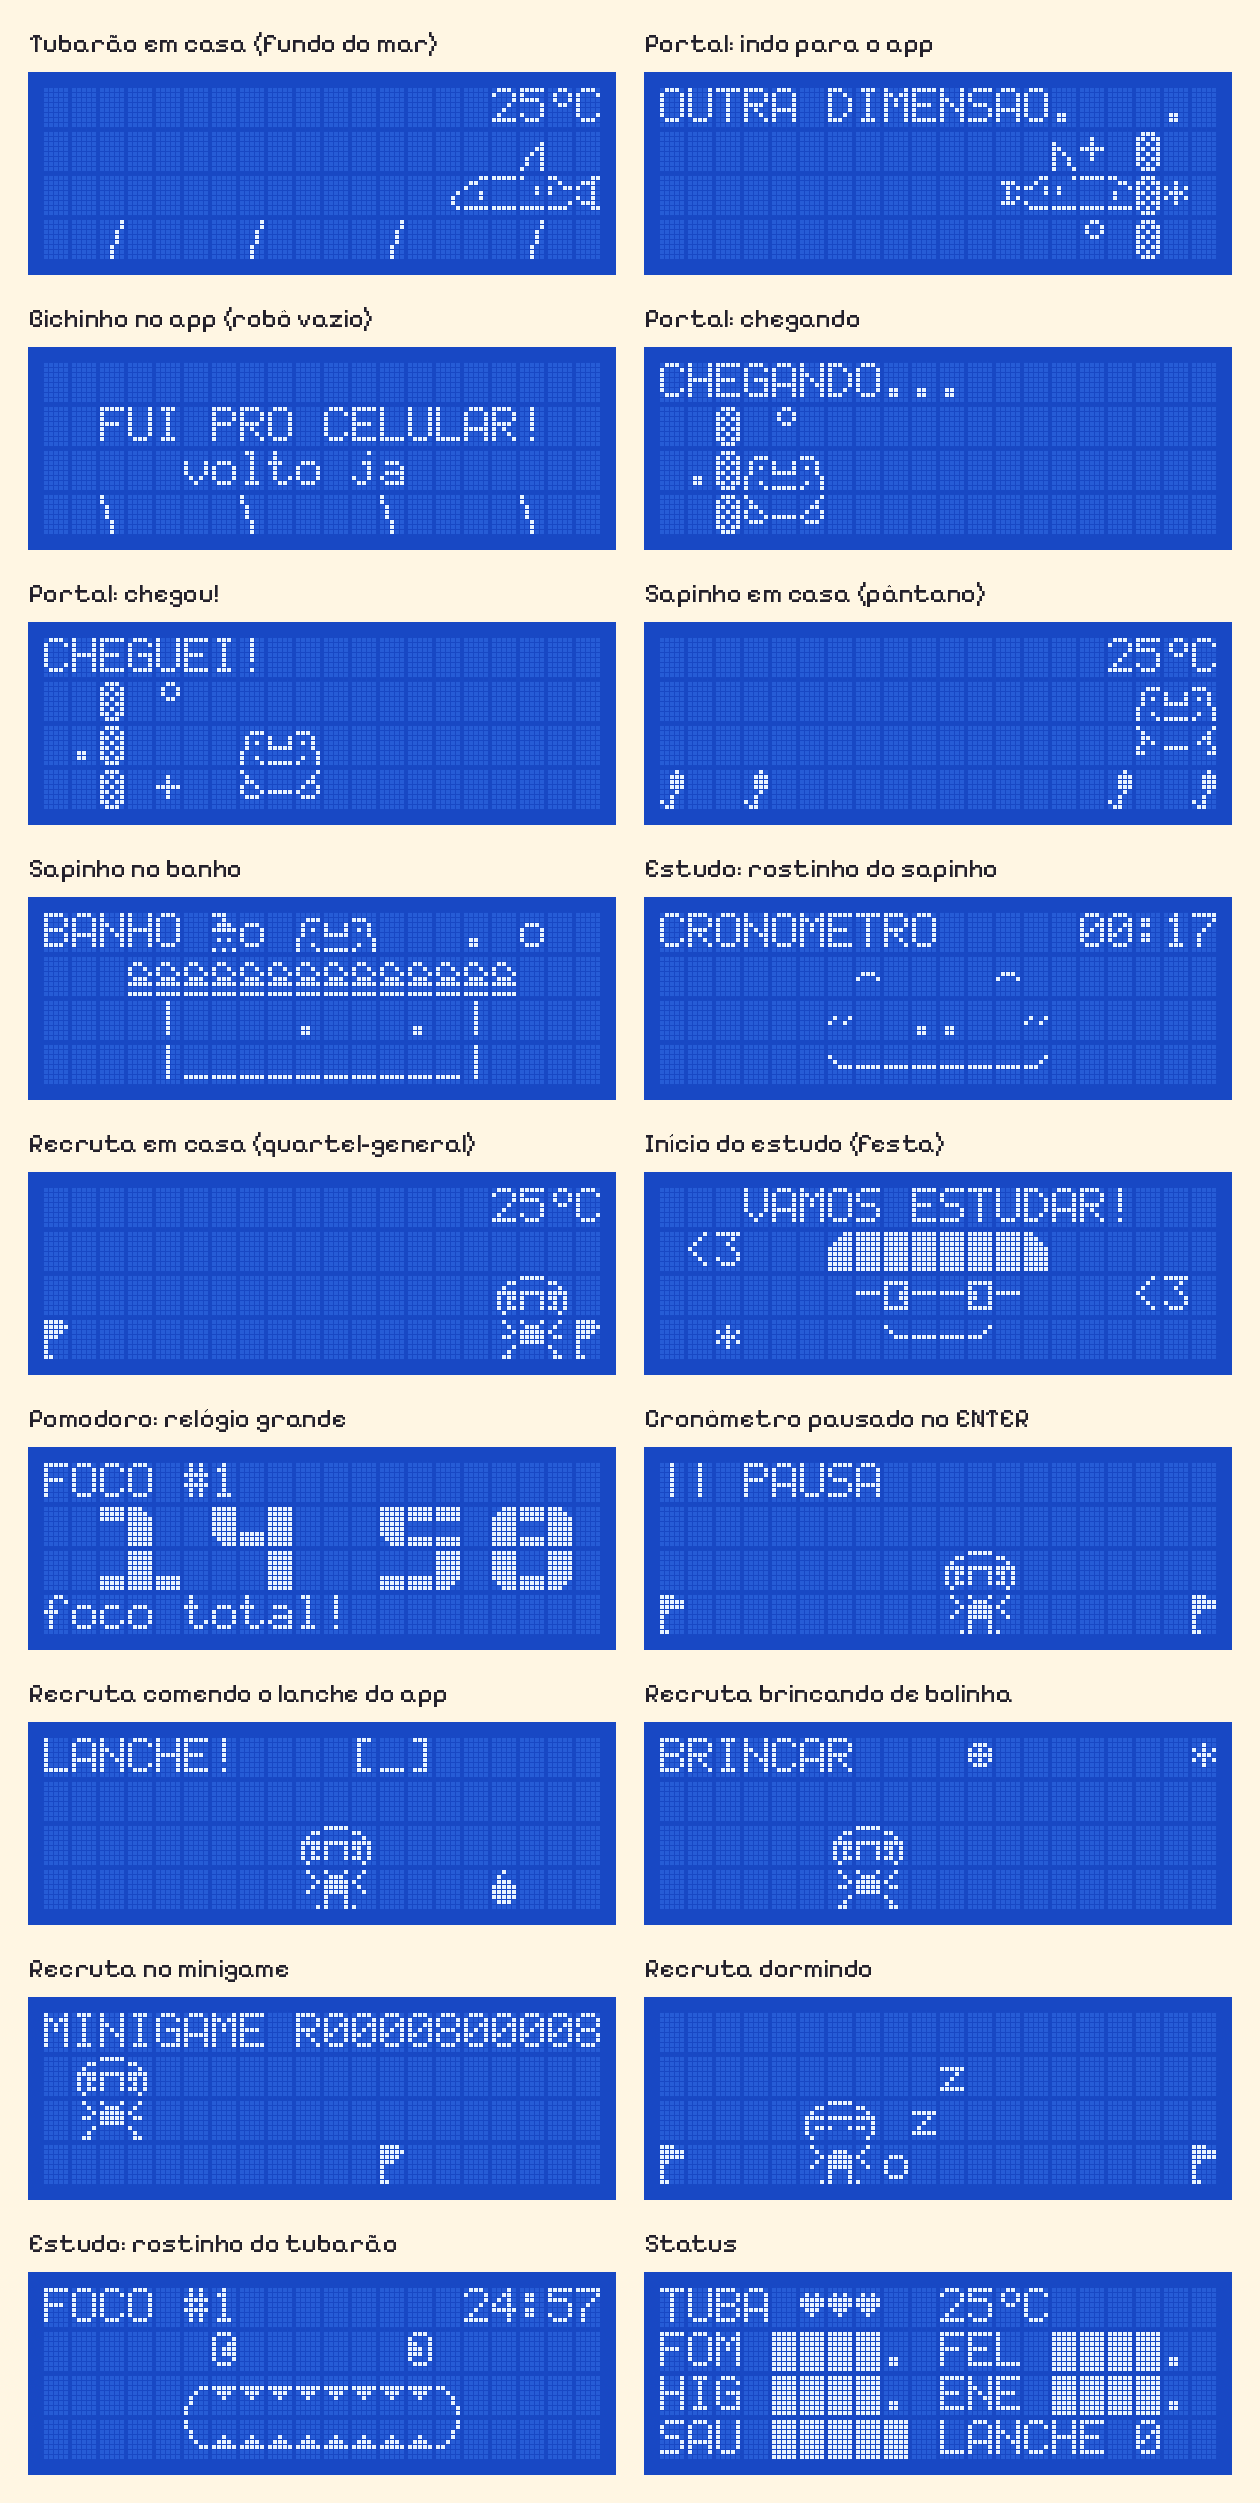 Tubarão em casa (fundo do mar)
25°C
Portal: indo para o app
OUTRA DIMENSAO.
Bichinho no app (robô vazio)
FUI PRO CELULAR!
volto ja
Portal: chegando
CHEGANDO...
Portal: chegou!
CHEGUEI!
Sapinho em casa (pântano)
25°C
Sapinho no banho
BANHO
Estudo: rostinho do sapinho
CRONOMETRO 00:17
Recruta em casa (quartel-general)
25°C
Início do estudo (festa)
VAMOS ESTUDAR!
<3
<3
*
Pomodoro: relógio grande
FOCO #1
14 58
foco total!
Cronômetro pausado no ENTER
|| PAUSA
Recruta comendo o lanche do app
LANCHE! [_]
Recruta brincando de bolinha
BRINCAR *
Recruta no minigame
MINIGAME R0000800008
Recruta dormindo
z
z
Estudo: rostinho do tubarão
FOCO #1 24:57
Status
TUBA ♥♥♥ 25°C
FOM . FEL .
HIG . ENE .
SAU LANCHE 0